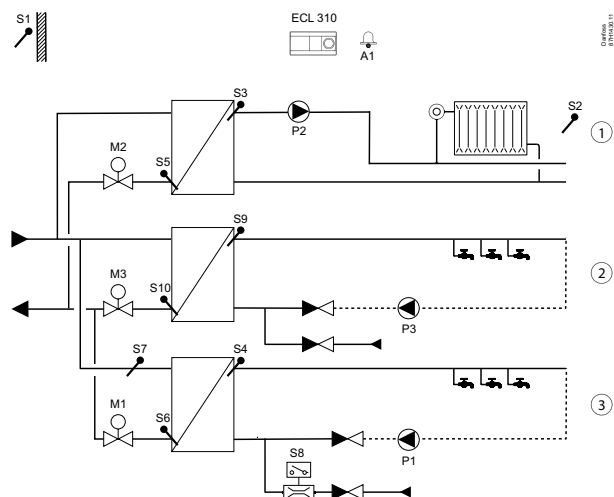 S1
ECL 310
A1
Danfoss
87H1430.11
S3
P2
S2
1
M2
S5
S9
M3
S10
2
P3
S7
S4
M1
S6
3
S8
P1